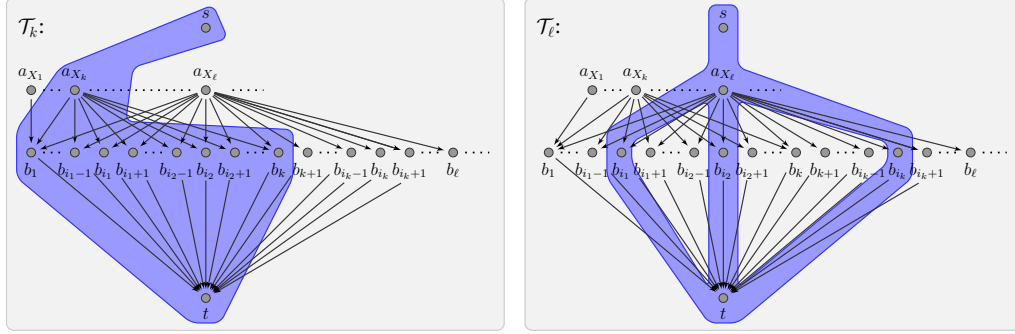 𝒯ₖ:
s
a_{X_1} a_{X_k} a_{X_ℓ}
b_1 b_{i_1−1} b_{i_1} b_{i_1+1} b_{i_2−1} b_{i_2} b_{i_2+1} b_k b_{k+1} b_{i_k−1} b_{i_k} b_{i_k+1} b_ℓ
t
𝒯_ℓ:
s
a_{X_1} a_{X_k} a_{X_ℓ}
b_1 b_{i_1−1} b_{i_1} b_{i_1+1} b_{i_2−1} b_{i_2} b_{i_2+1} b_k b_{k+1} b_{i_k−1} b_{i_k} b_{i_k+1} b_ℓ
t